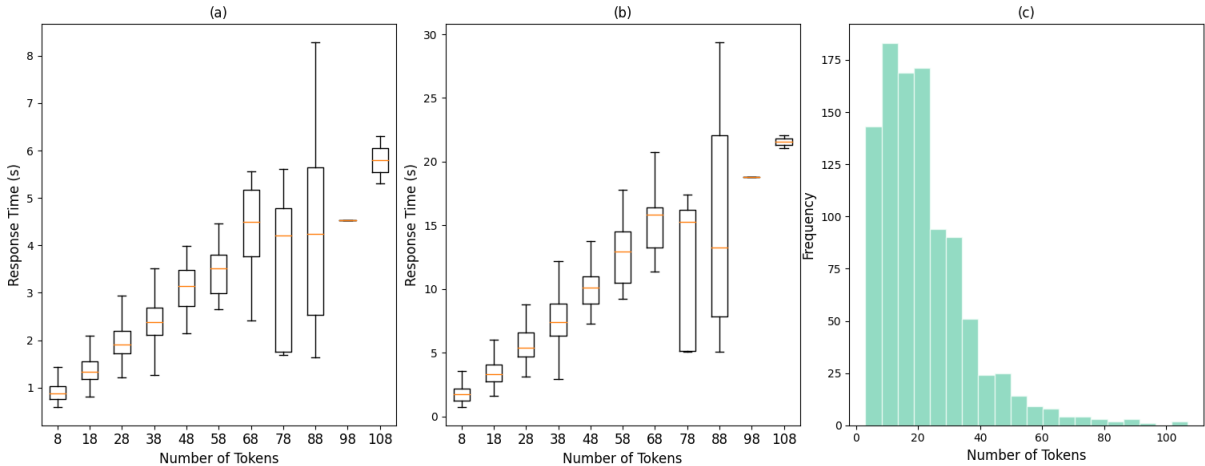 (a)
8
7
6
5
4
3
2
1
Response Time (s)
8 18 28 38 48 58 68 78 88 98 108
Number of Tokens
(b)
30
25
20
15
10
5
0
Response Time (s)
8 18 28 38 48 58 68 78 88 98 108
Number of Tokens
(c)
175
150
125
100
75
50
25
0
Frequency
0 20 40 60 80 100
Number of Tokens